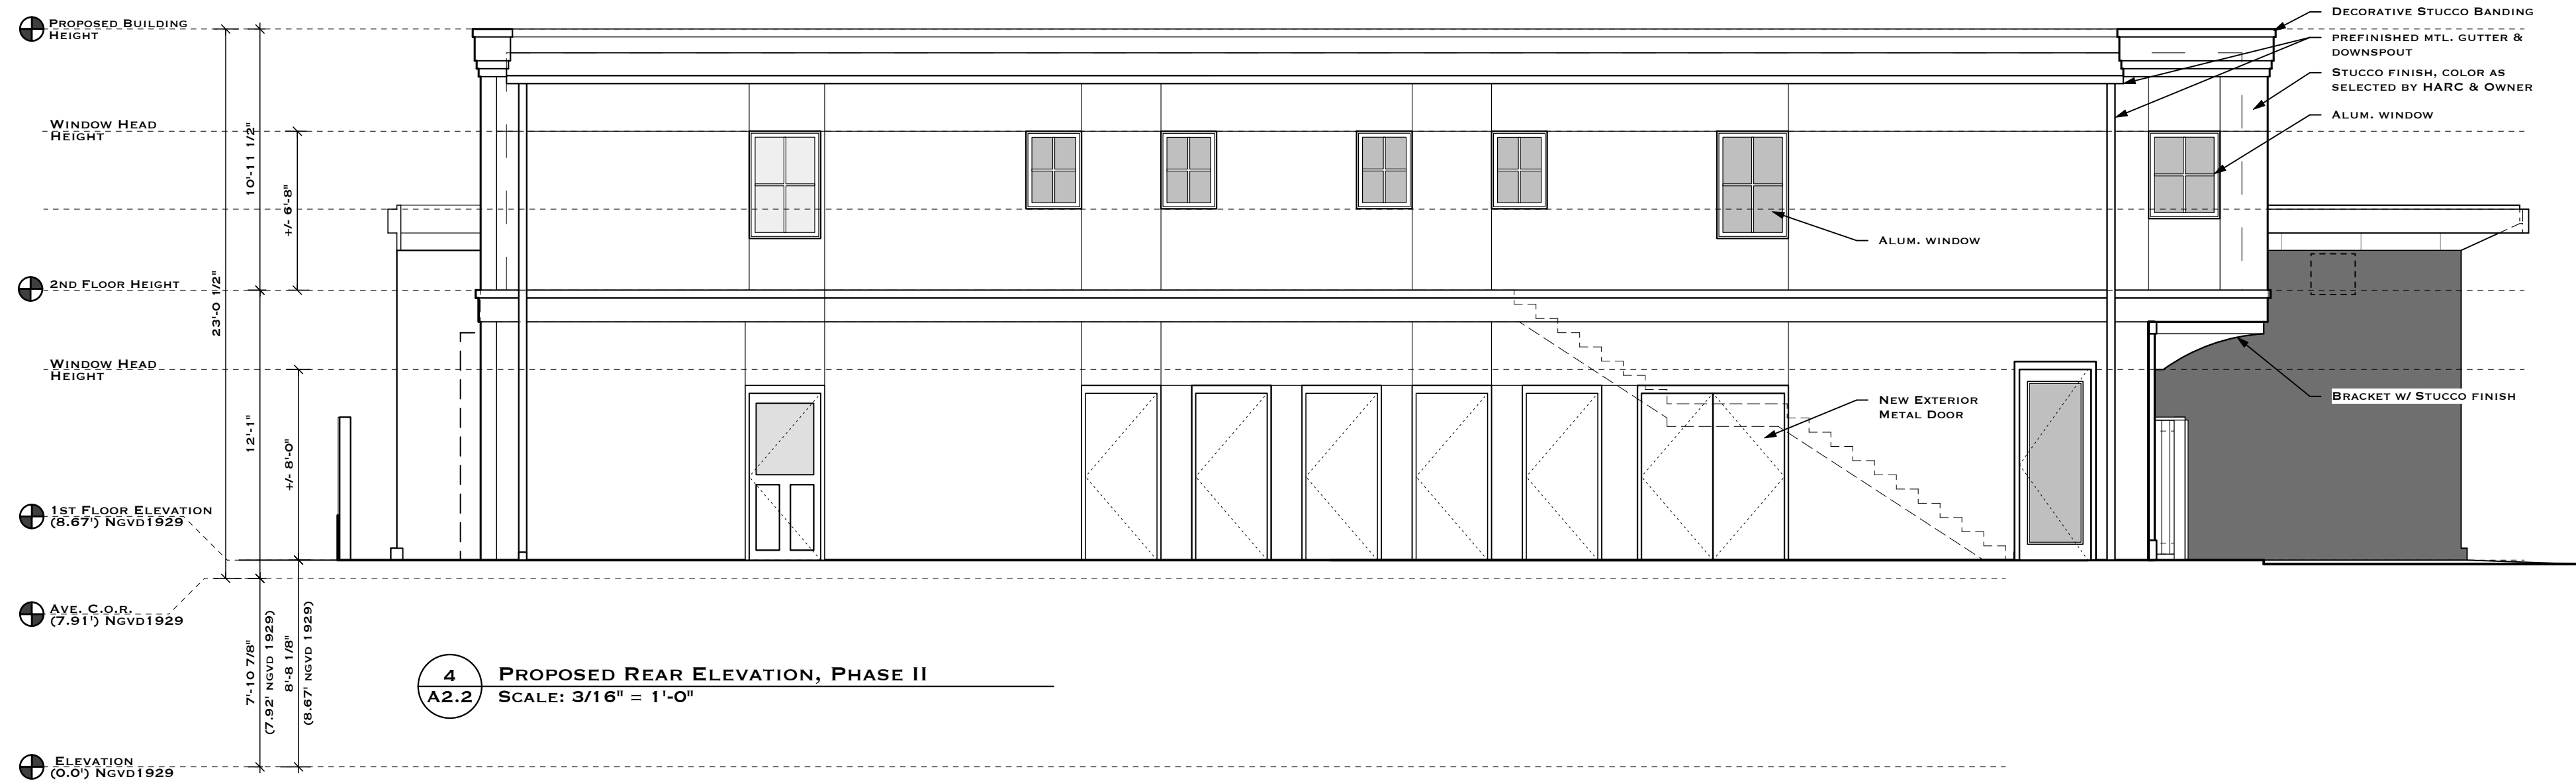 Proposed Building
Height
Window Head
Height
2nd Floor Height
Window Head
Height
1st Floor Elevation
(8.67') Ngvd1929
Ave. C.o.r.
(7.91') Ngvd1929
Elevation
(0.0') Ngvd1929
23'-0 1/2"
10'-11 1/2"
+/- 6'-8"
12'-1"
+/- 8'-0"
7'-10 7/8"
(7.92' NGVD 1929)
8'-8 1/8"
(8.67' NGVD 1929)
Decorative Stucco Banding
prefinished mtl. gutter &
downspout
Stucco finish, color as
selected by HARC & Owner
Alum. window
Alum. window
New Exterior
Metal Door
Bracket w/ Stucco finish
4
A2.2
Proposed Rear Elevation, Phase II
Scale: 3/16" = 1'-0"